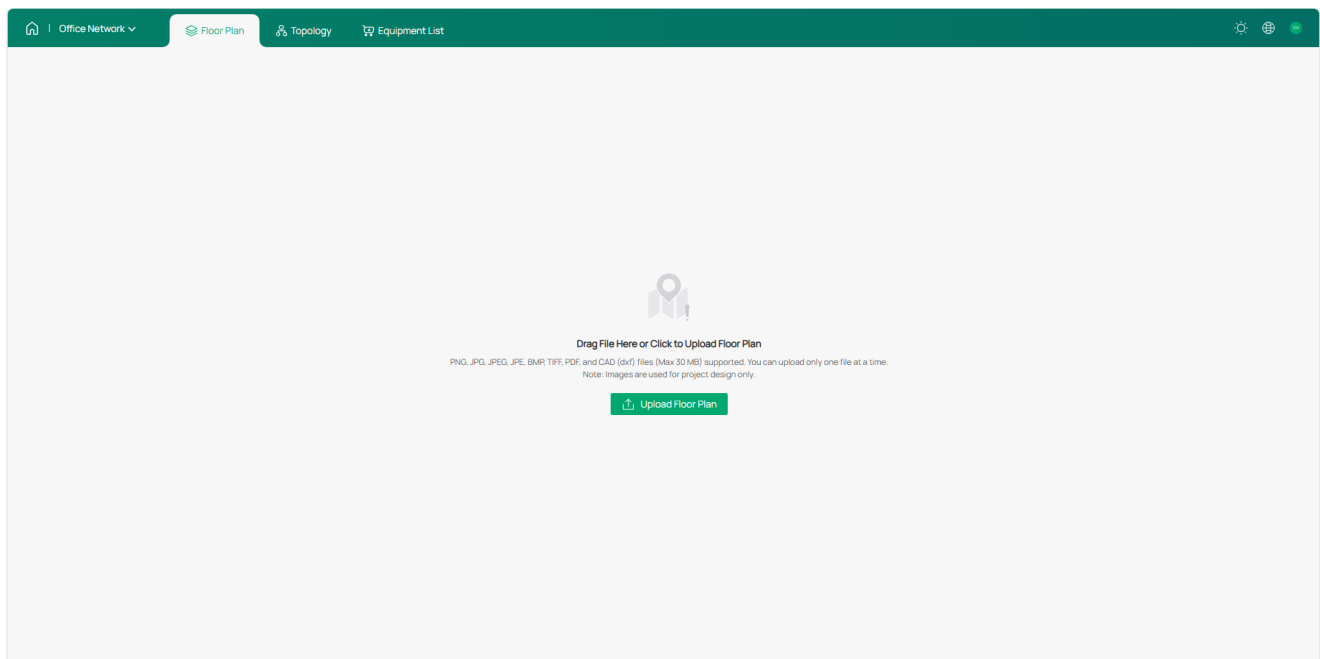 Office Network
Floor Plan
Topology
Equipment List
Drag File Here or Click to Upload Floor Plan
PNG, JPG, JPEG, JPE, BMP, TIFF, PDF, and CAD (dxf) files (Max 30 MB) supported. You can upload only one file at a time.
Note: Images are used for project design only.
Upload Floor Plan